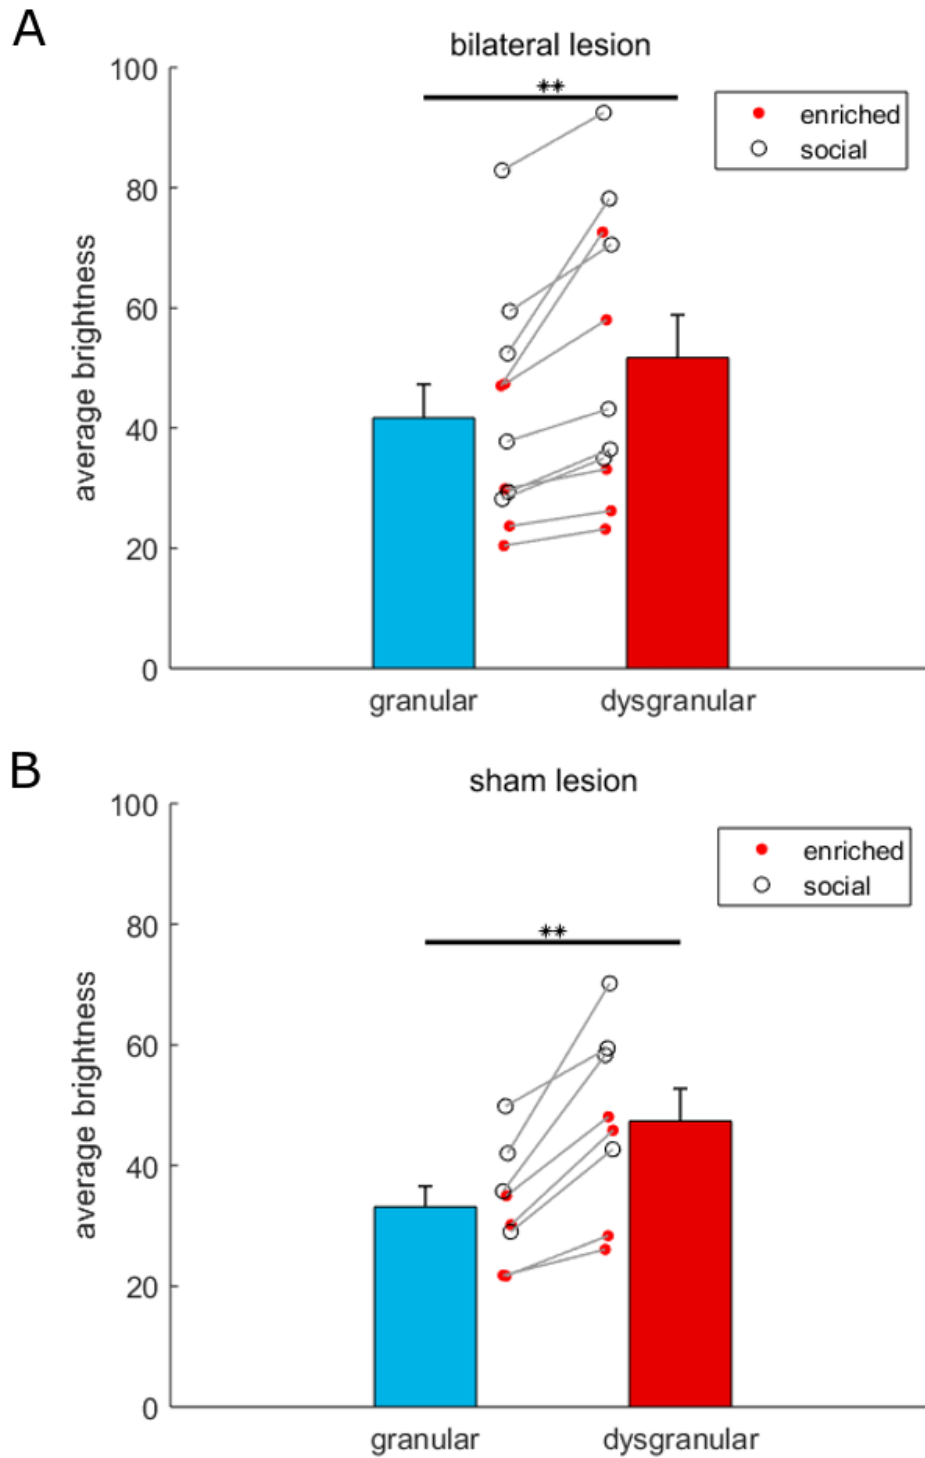 A
bilateral lesion
100
**
enriched
social
80
60
40
20
0
average brightness
granular
dysgranular
B
sham lesion
100
enriched
social
80
**
60
40
20
0
average brightness
granular
dysgranular